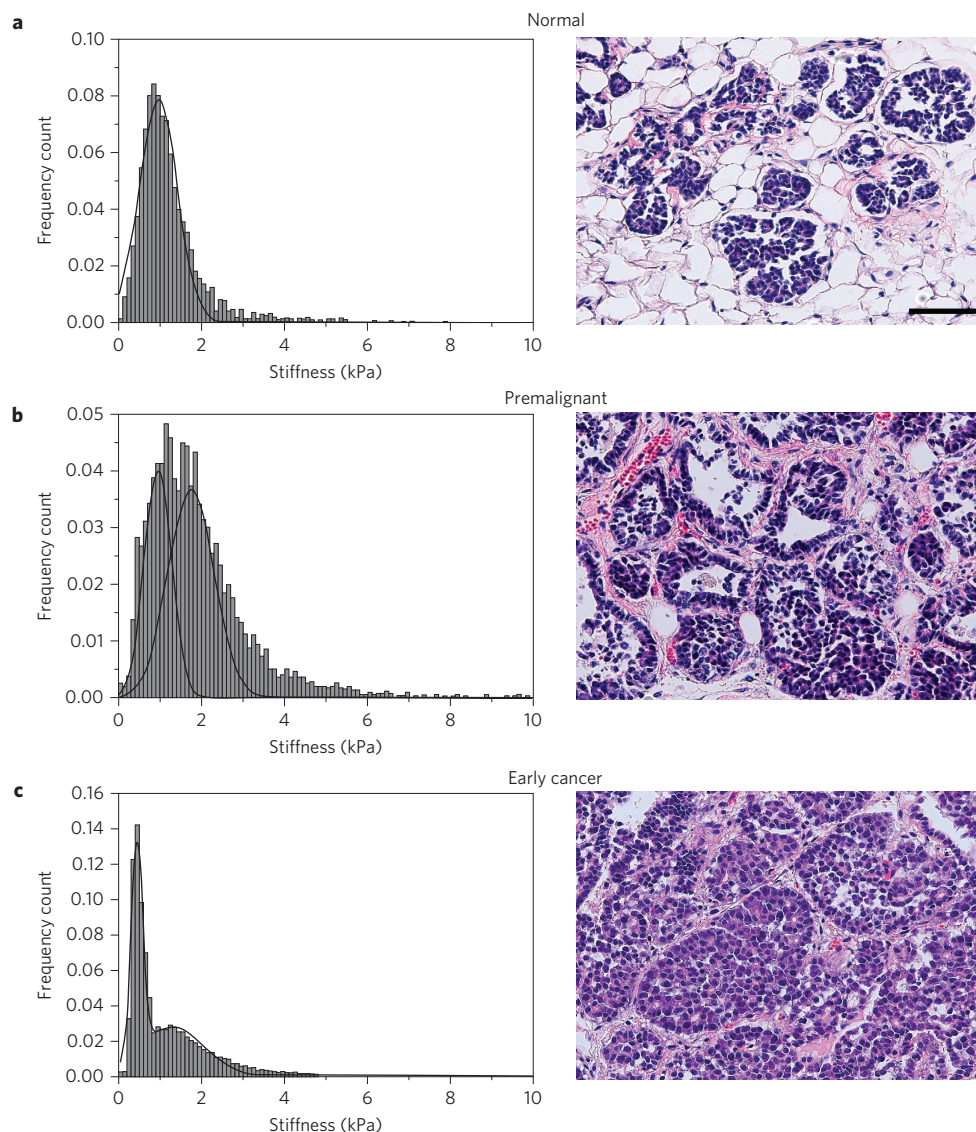 a
Normal
0.10
0.08
0.06
0.04
0.02
0.00
Frequency count
0 2 4 6 8 10
Stiffness (kPa)
b
Premalignant
0.05
0.04
0.03
0.02
0.01
0.00
Frequency count
0 2 4 6 8 10
Stiffness (kPa)
c
Early cancer
0.16
0.14
0.12
0.10
0.08
0.06
0.04
0.02
0.00
Frequency count
0 2 4 6 8 10
Stiffness (kPa)